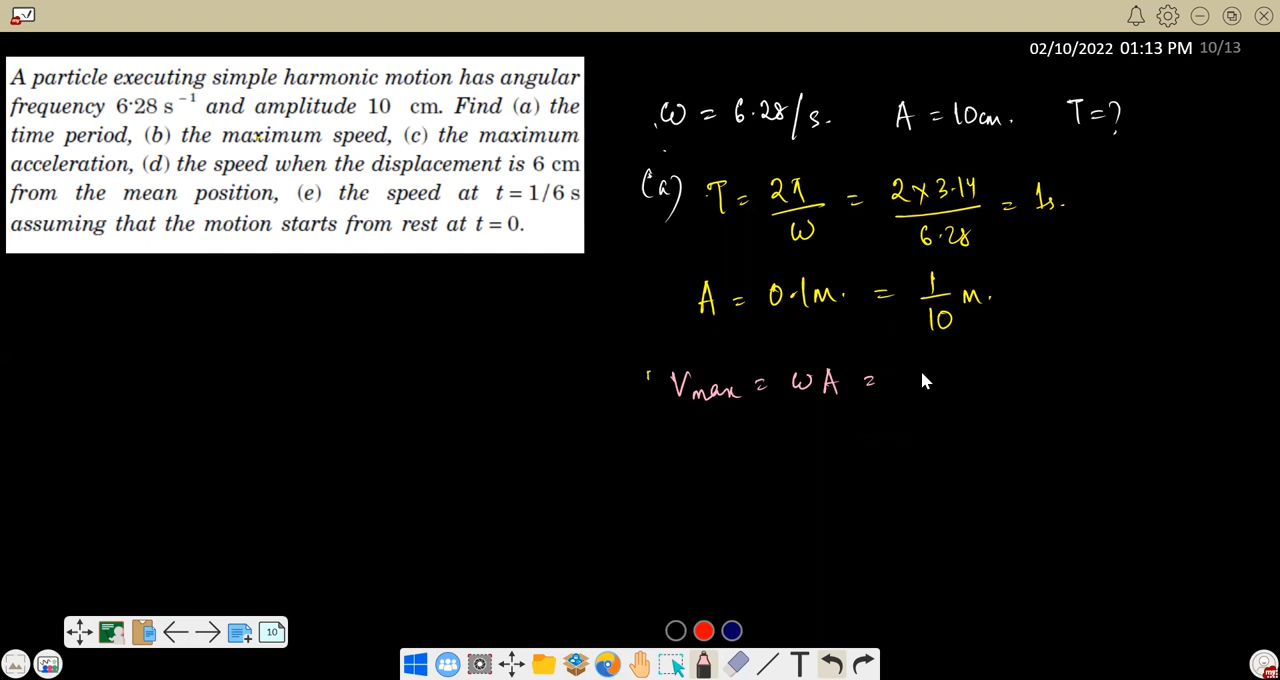 02/10/2022 01:13 PM 10/13
A particle executing simple harmonic motion has angular
frequency 6·28 s⁻¹ and amplitude 10 cm. Find (a) the
time period, (b) the maximum speed, (c) the maximum
acceleration, (d) the speed when the displacement is 6 cm
from the mean position, (e) the speed at t = 1/6 s
assuming that the motion starts from rest at t = 0.
ω = 6.28/s. A = 10cm. T = ?
(a) T = 2π/ω = 2 × 3.14/6.28 = 1s.
A = 0.1m. = 1/10 m.
Vmax = ωA =
10
T